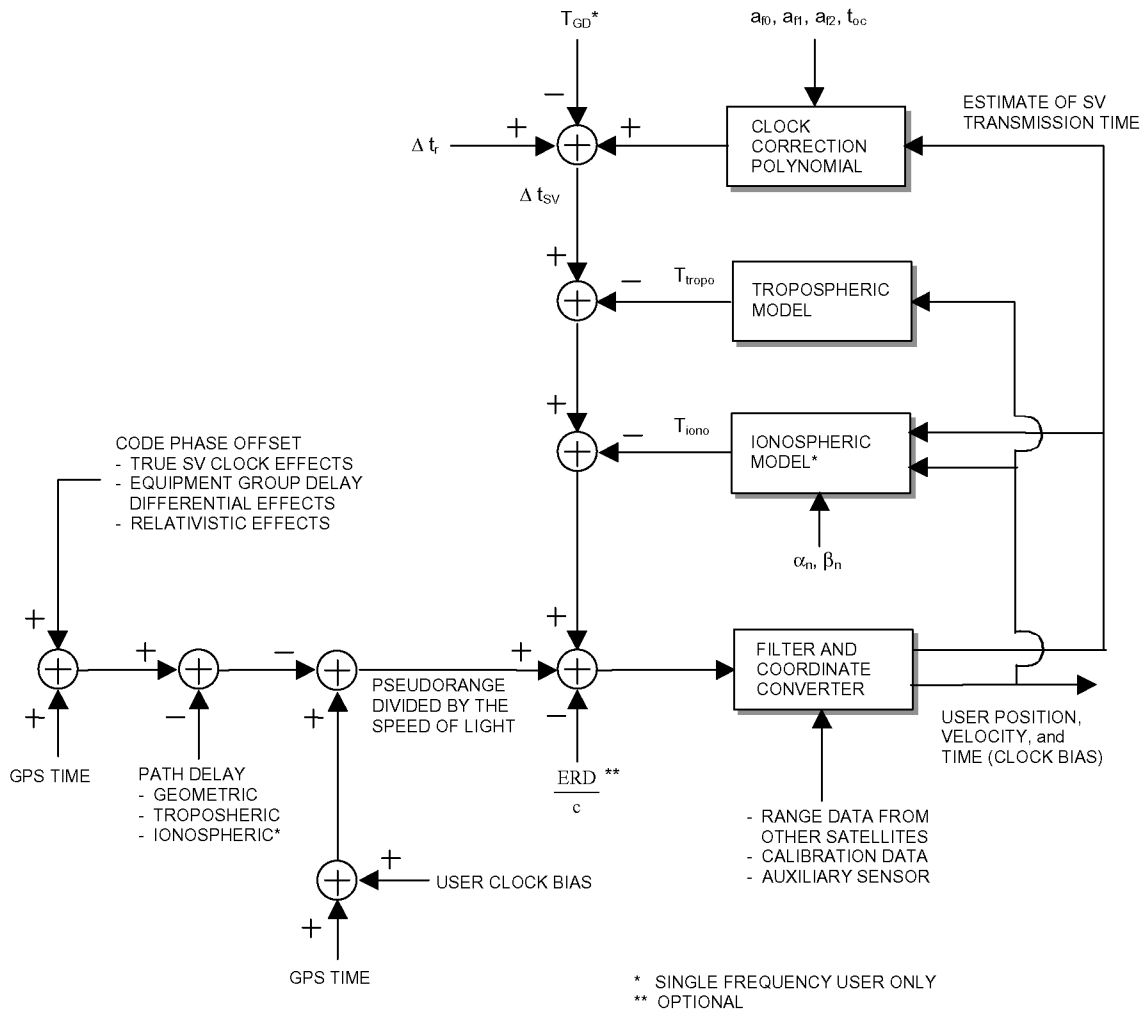 T_GD*
a_f0, a_f1, a_f2, t_oc
−
+
+
Δ t_r
CLOCK
CORRECTION
POLYNOMIAL
ESTIMATE OF SV
TRANSMISSION TIME
Δ t_SV
+
−
T_tropo
TROPOSPHERIC
MODEL
+
−
T_iono
IONOSPHERIC
MODEL*
α_n, β_n
CODE PHASE OFFSET
- TRUE SV CLOCK EFFECTS
- EQUIPMENT GROUP DELAY
DIFFERENTIAL EFFECTS
- RELATIVISTIC EFFECTS
+
+
+
−
GPS TIME
PATH DELAY
- GEOMETRIC
- TROPOSHERIC
- IONOSPHERIC*
−
+
PSEUDORANGE
DIVIDED BY THE
SPEED OF LIGHT
+
+
−
ERD **
c
FILTER AND
COORDINATE
CONVERTER
USER POSITION,
VELOCITY, and
TIME (CLOCK BIAS)
- RANGE DATA FROM
OTHER SATELLITES
- CALIBRATION DATA
- AUXILIARY SENSOR
+
USER CLOCK BIAS
+
GPS TIME
* SINGLE FREQUENCY USER ONLY
** OPTIONAL